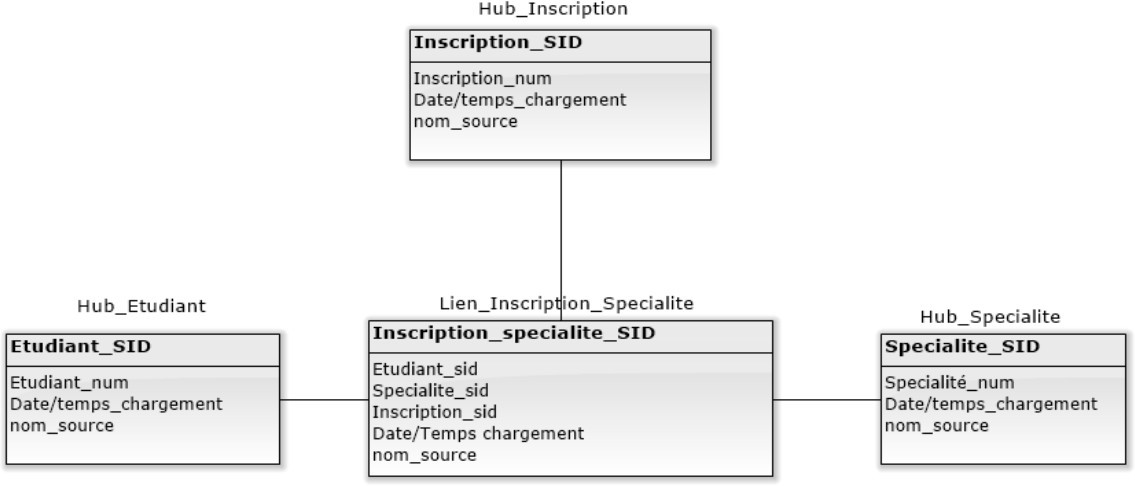 Hub_Inscription
Inscription_SID
Inscription_num
Date/temps_chargement
nom_source
Hub_Etudiant
Etudiant_SID
Etudiant_num
Date/temps_chargement
nom_source
Lien_Inscription_Specialite
Inscription_specialite_SID
Etudiant_sid
Specialite_sid
Inscription_sid
Date/Temps chargement
nom_source
Hub_Specialite
Specialite_SID
Spécialité_num
Date/temps_chargement
nom_source